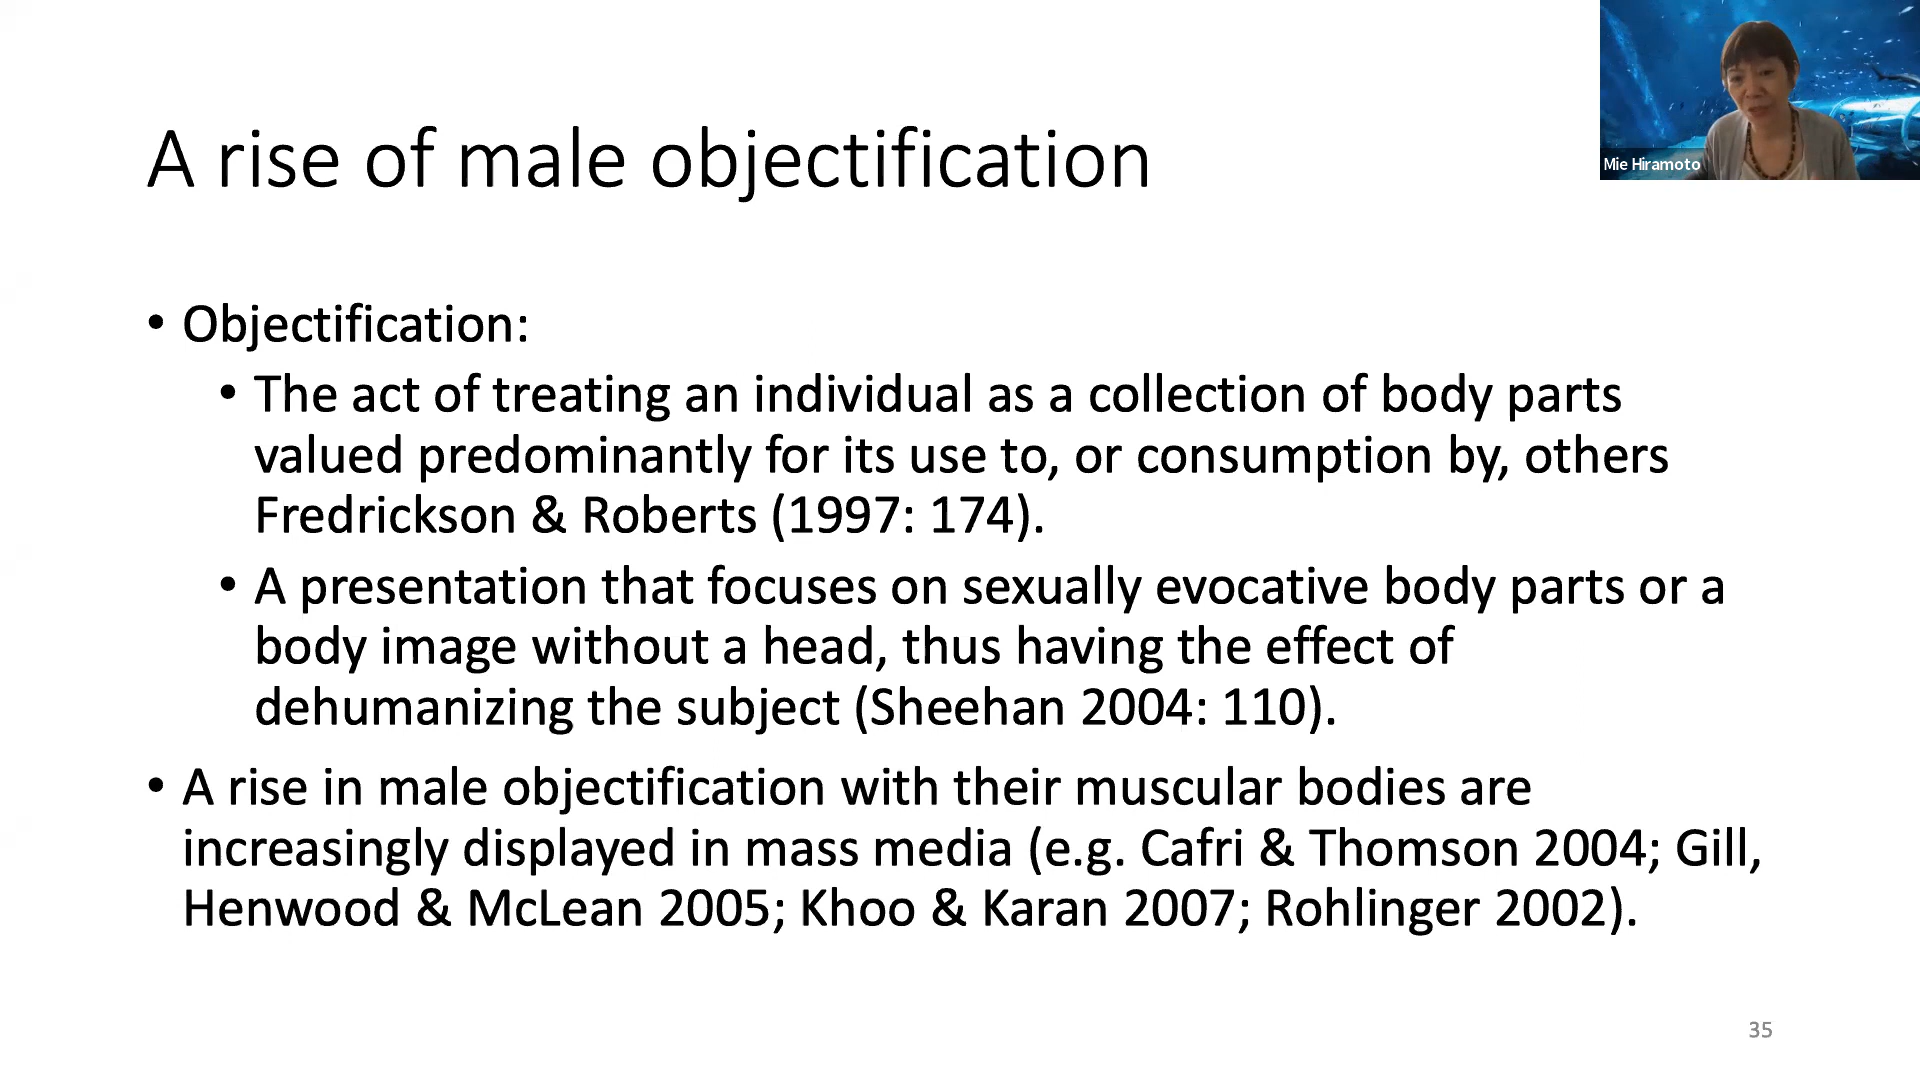 A rise of male objectification
Mie Hiramoto
• Objectification:
• The act of treating an individual as a collection of body parts
valued predominantly for its use to, or consumption by, others
Fredrickson & Roberts (1997: 174).
• A presentation that focuses on sexually evocative body parts or a
body image without a head, thus having the effect of
dehumanizing the subject (Sheehan 2004: 110).
• A rise in male objectification with their muscular bodies are
increasingly displayed in mass media (e.g. Cafri & Thomson 2004; Gill,
Henwood & McLean 2005; Khoo & Karan 2007; Rohlinger 2002).
35